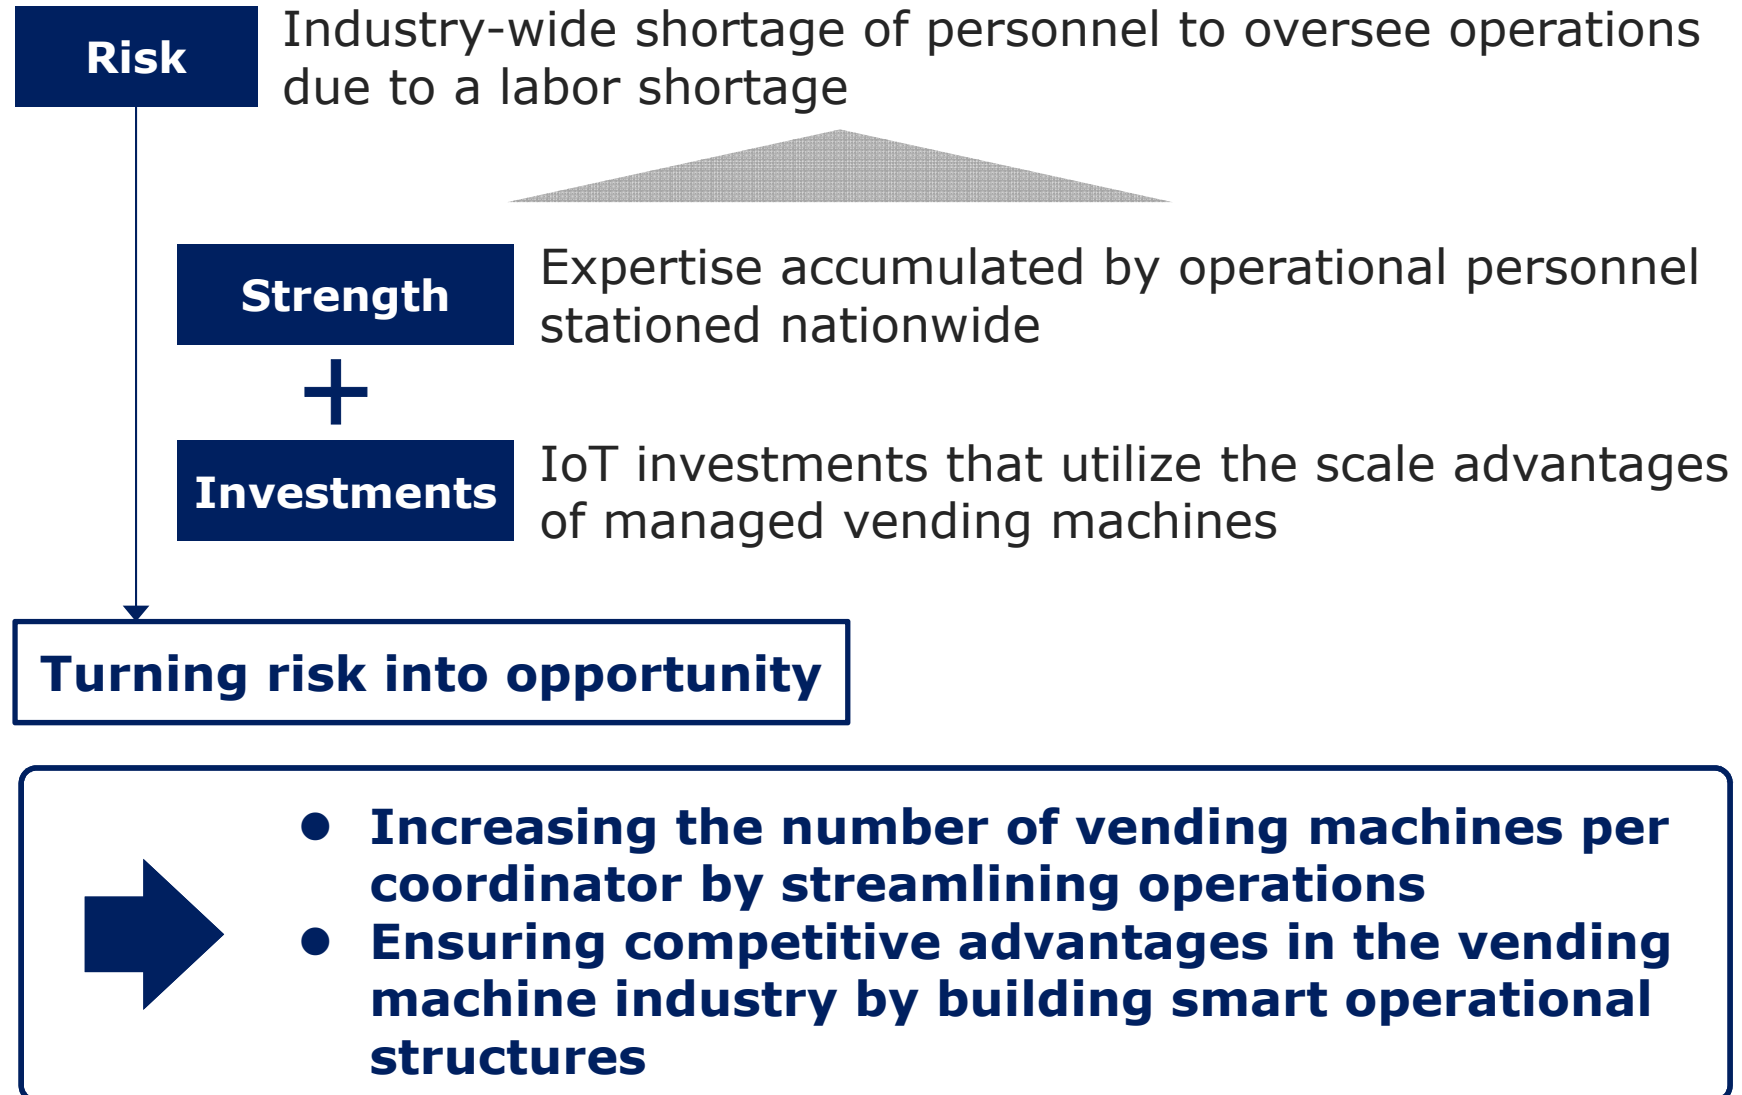 Risk
Industry-wide shortage of personnel to oversee operations
due to a labor shortage
Strength
Expertise accumulated by operational personnel
stationed nationwide
+
Investments
IoT investments that utilize the scale advantages
of managed vending machines
Turning risk into opportunity
● Increasing the number of vending machines per
coordinator by streamlining operations
● Ensuring competitive advantages in the vending
machine industry by building smart operational
structures